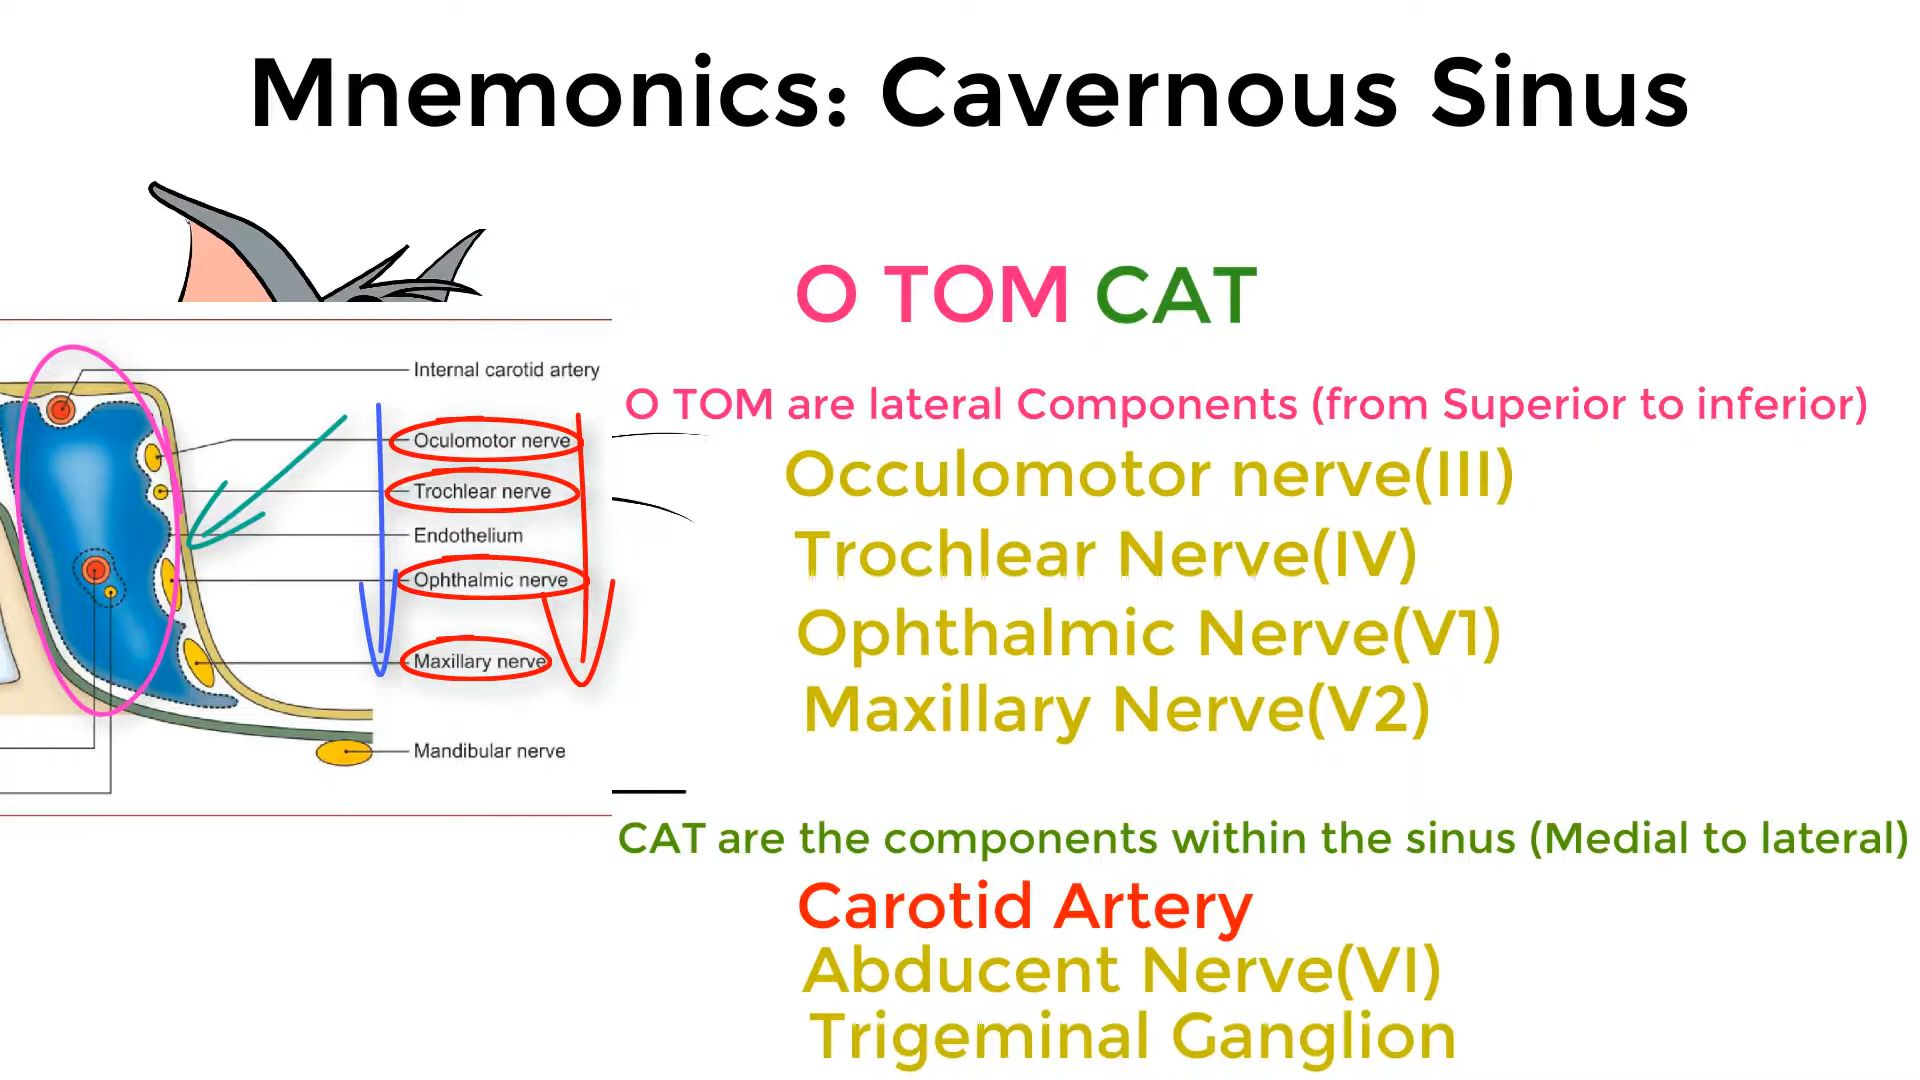 Mnemonics: Cavernous Sinus
O TOM CAT
Internal carotid artery
Oculomotor nerve
Trochlear nerve
Endothelium
Ophthalmic nerve
Maxillary nerve
Mandibular nerve
O TOM are lateral Components (from Superior to inferior)
Occulomotor nerve(III)
Trochlear Nerve(IV)
Ophthalmic Nerve(V1)
Maxillary Nerve(V2)
CAT are the components within the sinus (Medial to lateral)
Carotid Artery
Abducent Nerve(VI)
Trigeminal Ganglion